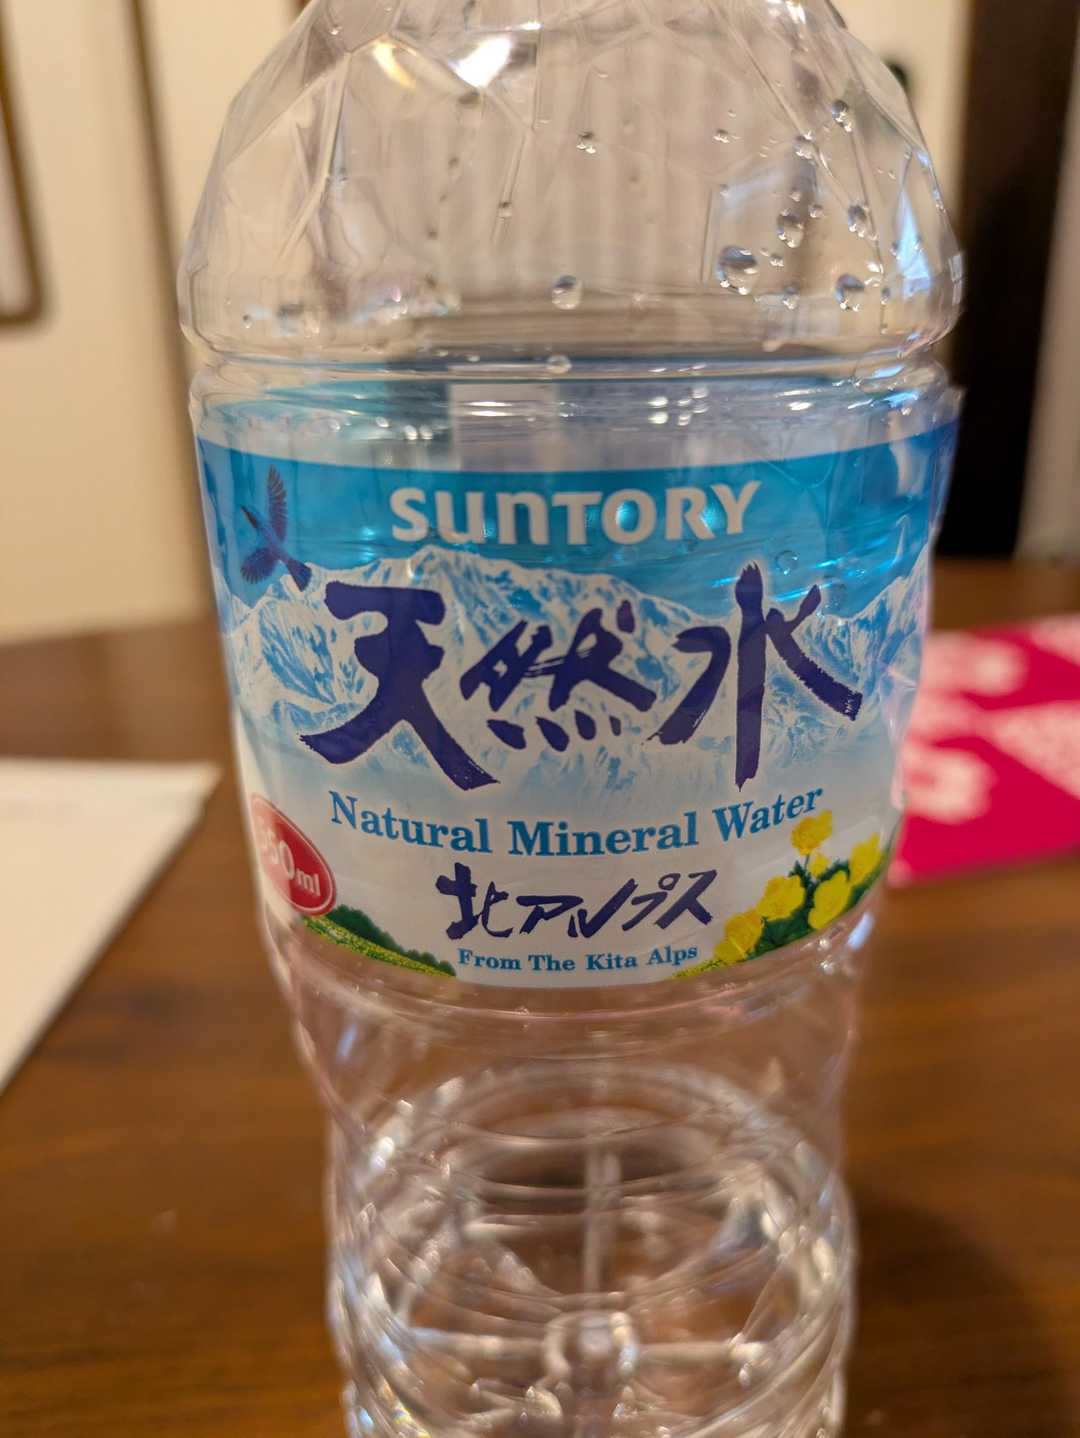 SUNTORY
天然水
Natural Mineral Water
北アルプス
From The Kita Alps